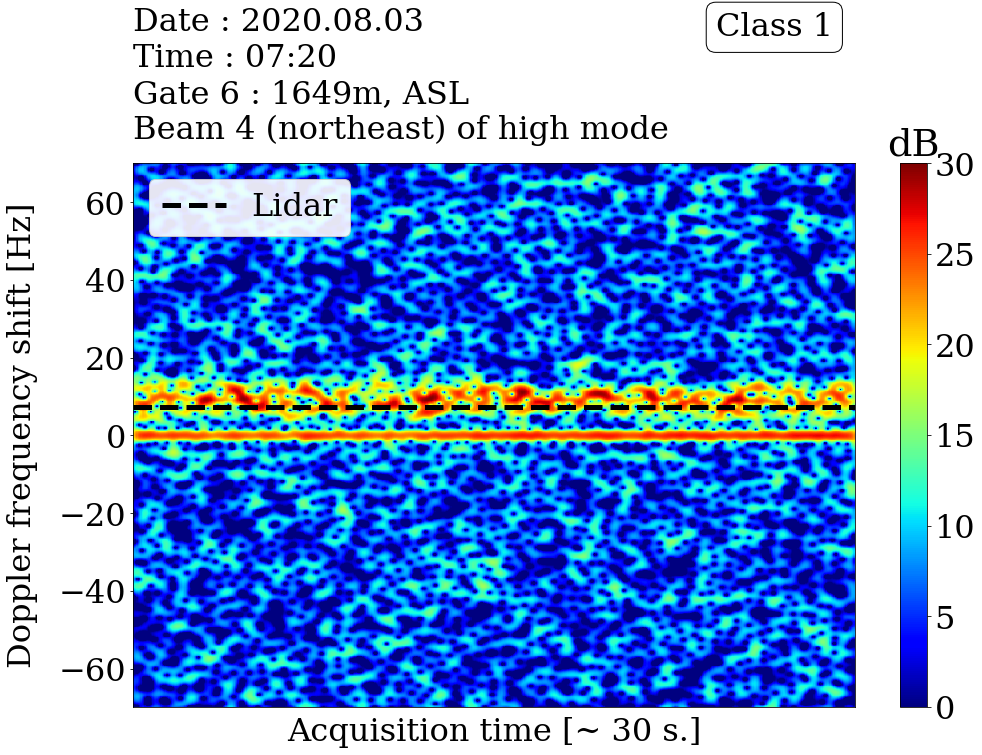 Date : 2020.08.03
Time : 07:20
Gate 6 : 1649m, ASL
Beam 4 (northeast) of high mode
Class 1
dB
Lidar
Doppler frequency shift [Hz]
60
40
20
0
−20
−40
−60
30
25
20
15
10
5
0
Acquisition time [~ 30 s.]